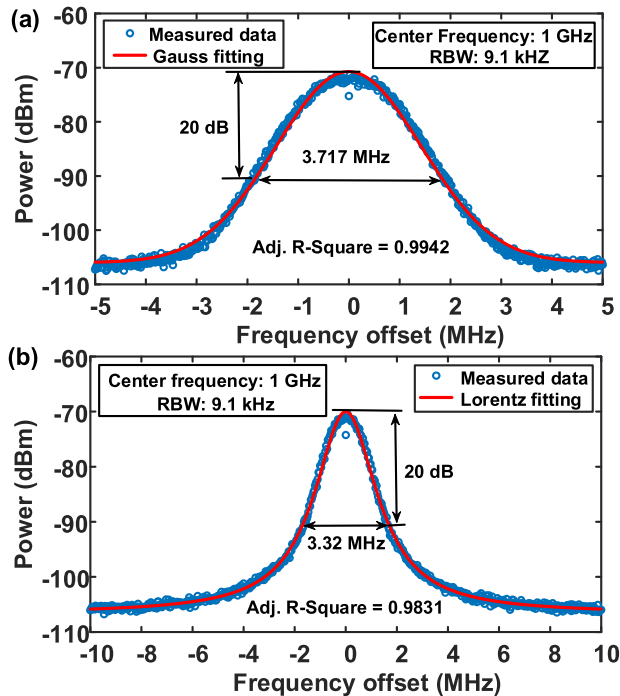 (a)
Measured data
Gauss fitting
Center Frequency: 1 GHz
RBW: 9.1 kHZ
20 dB
3.717 MHz
Adj. R-Square = 0.9942
Power (dBm)
-60
-70
-80
-90
-100
-110
-5 -4 -3 -2 -1 0 1 2 3 4 5
Frequency offset (MHz)
(b)
Center frequency: 1 GHz
RBW: 9.1 kHz
Measured data
Lorentz fitting
20 dB
3.32 MHz
Adj. R-Square = 0.9831
Power (dBm)
-60
-70
-80
-90
-100
-110
-10 -8 -6 -4 -2 0 2 4 6 8 10
Frequency offset (MHz)